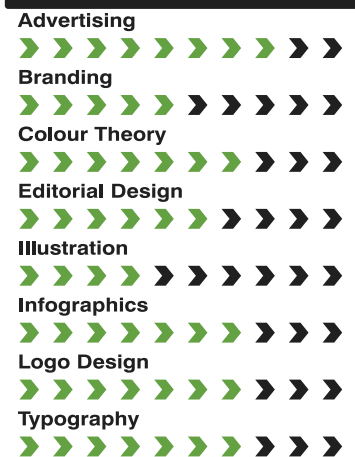 Advertising
Branding
Colour Theory
Editorial Design
Illustration
Infographics
Logo Design
Typography